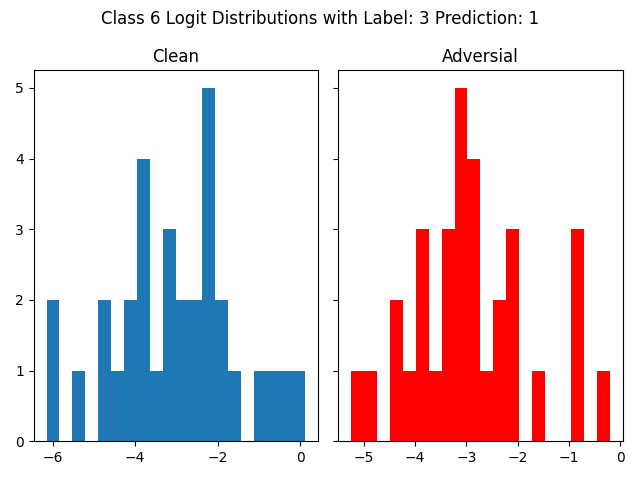 Class 6 Logit Distributions with Label: 3 Prediction: 1
Clean
Adversial
5
4
3
2
1
0
−6 −4 −2 0
−5 −4 −3 −2 −1 0